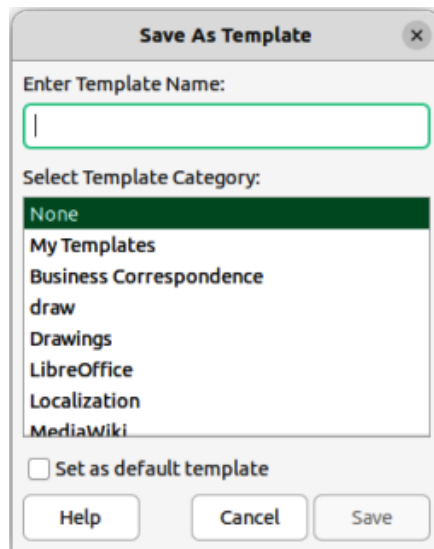 Save As Template
Enter Template Name:
Select Template Category:
None
My Templates
Business Correspondence
draw
Drawings
LibreOffice
Localization
MediaWiki
Set as default template
Help Cancel Save